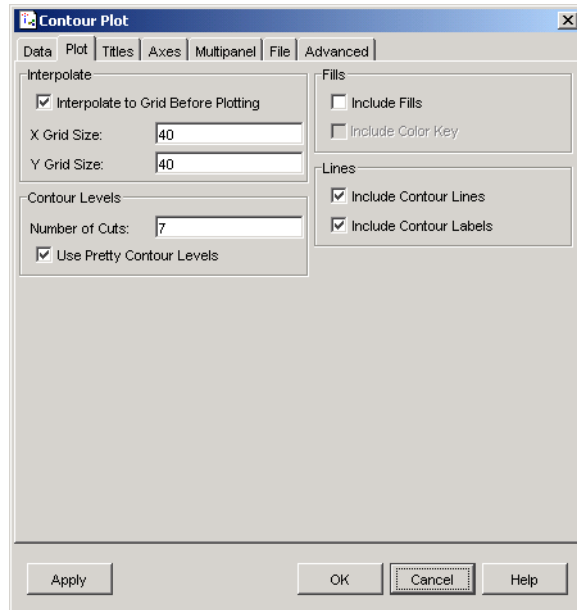 Contour Plot
Data Plot Titles Axes Multipanel File Advanced
Interpolate
Interpolate to Grid Before Plotting
X Grid Size: 40
Y Grid Size: 40
Contour Levels
Number of Cuts: 7
Use Pretty Contour Levels
Fills
Include Fills
Include Color Key
Lines
Include Contour Lines
Include Contour Labels
Apply OK Cancel Help